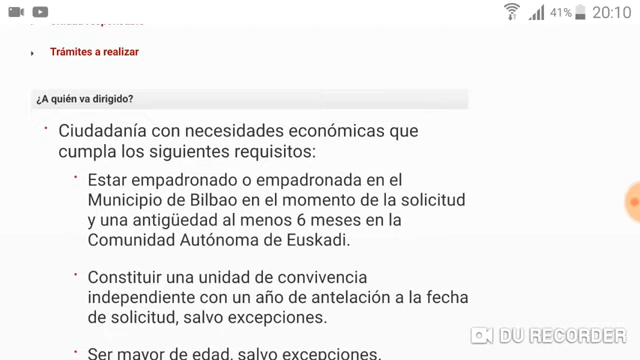 41% 20:10
Trámites a realizar
¿A quién va dirigido?
Ciudadanía con necesidades económicas que
cumpla los siguientes requisitos:
Estar empadronado o empadronada en el
Municipio de Bilbao en el momento de la solicitud
y una antigüedad al menos 6 meses en la
Comunidad Autónoma de Euskadi.
Constituir una unidad de convivencia
independiente con un año de antelación a la fecha
de solicitud, salvo excepciones.
DU RECORDER
Ser mayor de edad, salvo excepciones.